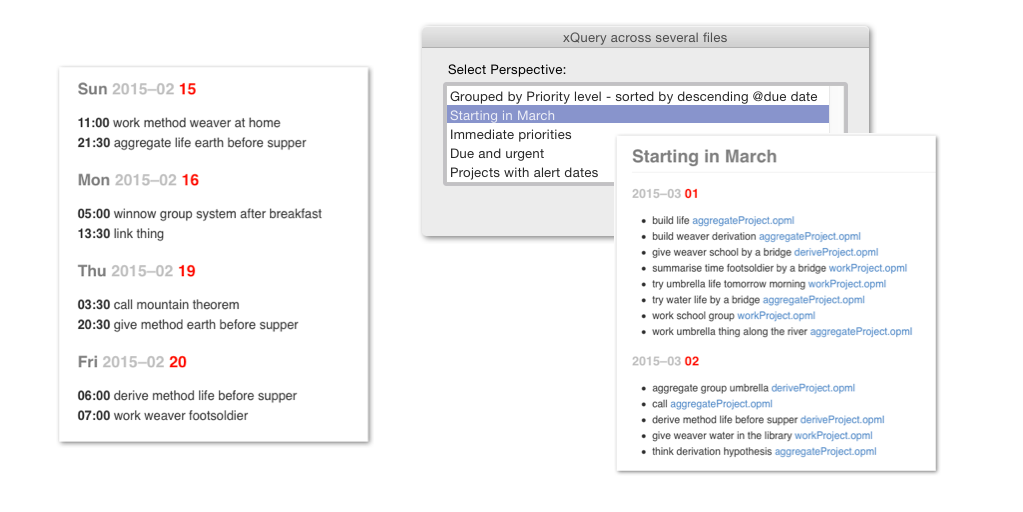 Sun 2015–02 15
11:00 work method weaver at home
21:30 aggregate life earth before supper
Mon 2015–02 16
05:00 winnow group system after breakfast
13:30 link thing
Thu 2015–02 19
03:30 call mountain theorem
20:30 give method earth before supper
Fri 2015–02 20
06:00 derive method life before supper
07:00 work weaver footsoldier
xQuery across several files
Select Perspective:
Grouped by Priority level - sorted by descending @due date
Starting in March
Immediate priorities
Due and urgent
Projects with alert dates
Starting in March
2015–03 01
• build life aggregateProject.opml
• build weaver derivation aggregateProject.opml
• give weaver school by a bridge deriveProject.opml
• summarise time footsoldier by a bridge workProject.opml
• try umbrella life tomorrow morning workProject.opml
• try water life by a bridge aggregateProject.opml
• work school group workProject.opml
• work umbrella thing along the river aggregateProject.opml
2015–03 02
• aggregate group umbrella deriveProject.opml
• call aggregateProject.opml
• derive method life before supper deriveProject.opml
• give weaver water in the library workProject.opml
• think derivation hypothesis aggregateProject.opml